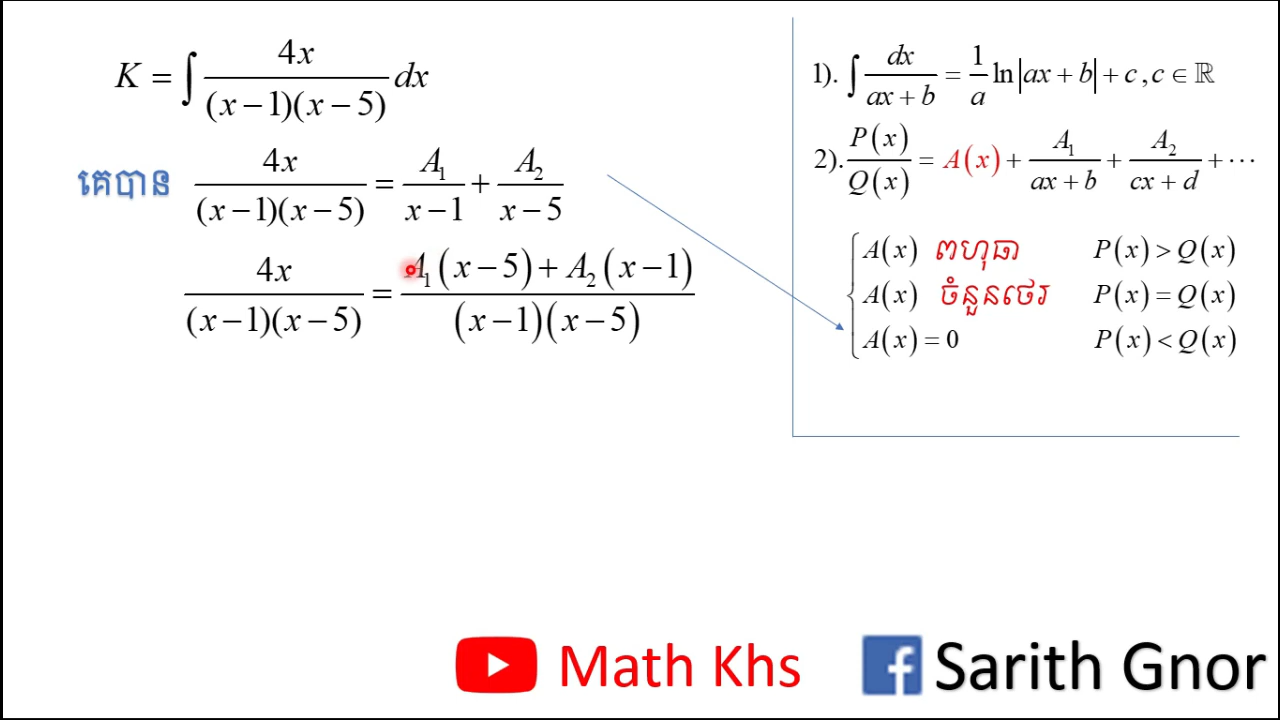 K = ∫ 4x/((x−1)(x−5)) dx
គេបាន 4x/((x−1)(x−5)) = A₁/(x−1) + A₂/(x−5)
4x/((x−1)(x−5)) = (A₁(x−5)+A₂(x−1))/((x−1)(x−5))
1). ∫ dx/(ax+b) = 1/a ln|ax+b| + c, c ∈ ℝ
2). P(x)/Q(x) = A(x) + A₁/(ax+b) + A₂/(cx+d) + ⋯
A(x) ពហុធា P(x) > Q(x)
A(x) ចំនួនថេរ P(x) = Q(x)
A(x) = 0 P(x) < Q(x)
Math Khs
f Sarith Gnor